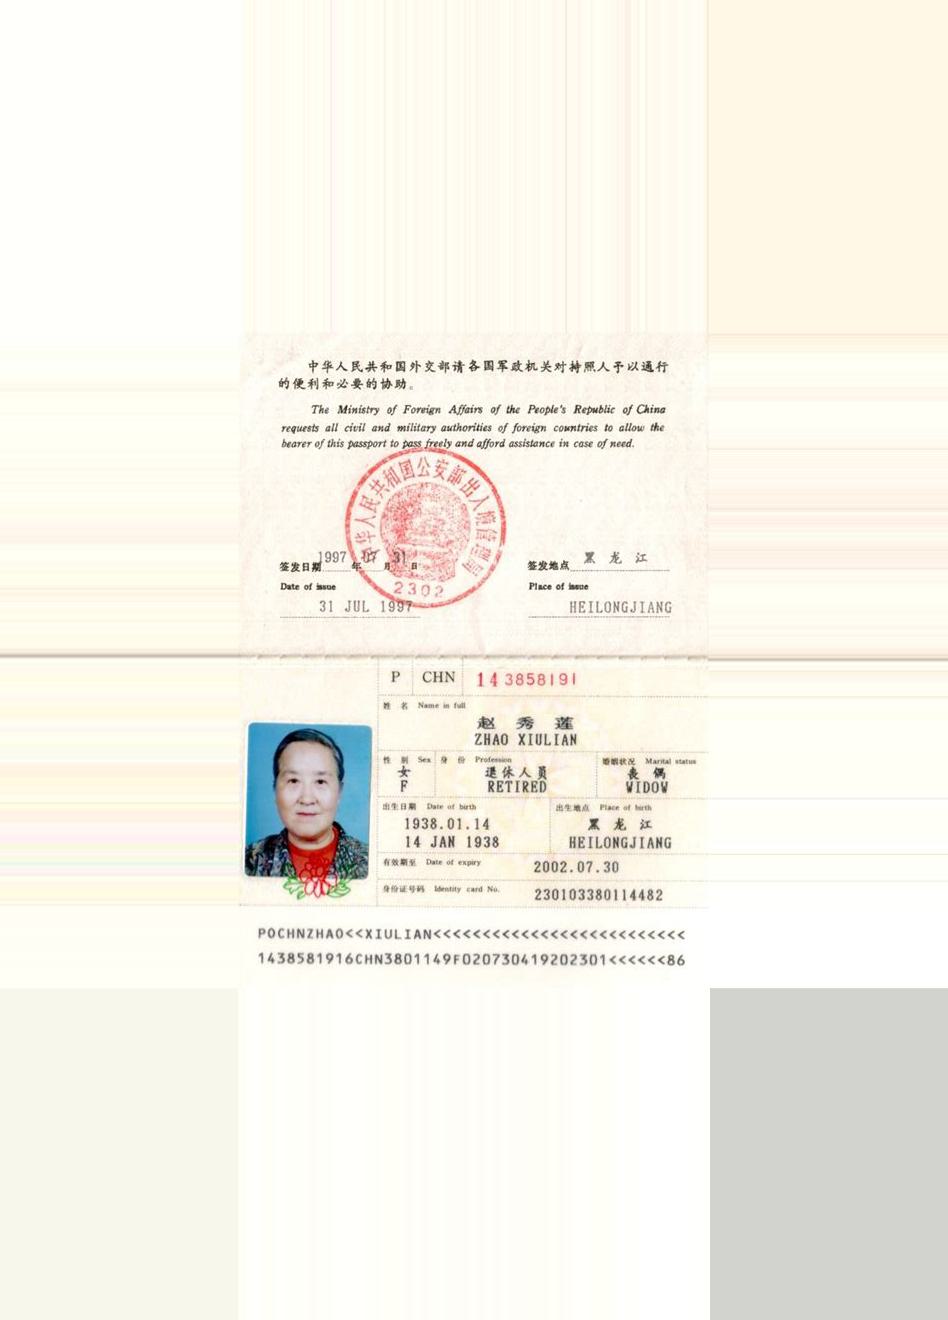 中华人民共和国外交部请各国军政机关对持照人予以通行
的便利和必要的协助。
The Ministry of Foreign Affairs of the People's Republic of China
requests all civil and military authorities of foreign countries to allow the
bearer of this passport to pass freely and afford assistance in case of need.
中华人民共和国公安部出入境管理局
2302
签发日期 1997 年 07 月 31 日
签发地点 黑龙江
Date of issue
Place of issue
31 JUL 1997
HEILONGJIANG
P CHN 143858191
姓 名 Name in full
赵秀莲
ZHAO XIULIAN
性 别 Sex 身 份 Profession 婚姻状况 Marital status
女 退休人员 丧偶
F RETIRED WIDOW
出生日期 Date of birth 出生地点 Place of birth
1938.01.14 黑龙江
14 JAN 1938 HEILONGJIANG
有效期至 Date of expiry 2002.07.30
身份证号码 Identity card No. 230103380114482
POCHNZHAO<<XIULIAN<<<<<<<<<<<<<<<<<<<<<<<<<<
1438581916CHN3801149F020730419202301<<<<<<86